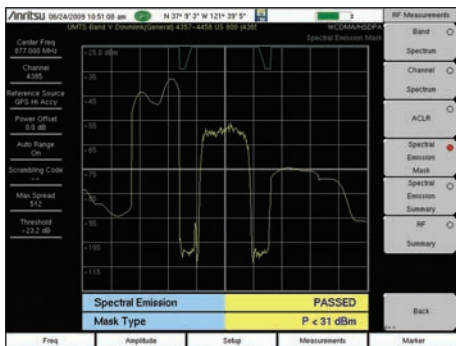 Anritsu 06/24/2009 10:51:08 am N 37° 9' 3" W 121° 39' 5"
RF Measurements
UMTS Band V Downlink(General) 4357-4458 US 800 (4385
WCDMA/HSDPA
Spectral Emission Mask
Center Freq
877.000 MHz
Channel
4385
Reference Source
GPS Hi Accy
Power Offset
0.0 dB
Auto Range
On
Scrambling Code
--
Max Spread
512
Threshold
-23.2 dB
-25.0 dBm
-35
-45
-55
-65
-75
-85
-95
-105
-115
Band
Spectrum
Channel
Spectrum
ACLR
Spectral
Emission
Mask
Spectral
Emission
Summary
RF
Summary
Back
Spectral Emission PASSED
Mask Type P < 31 dBm
Freq Amplitude Setup Measurements Marker